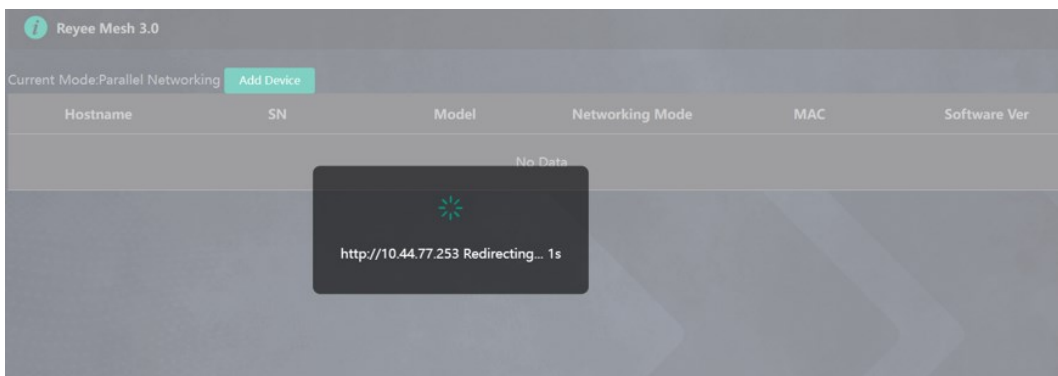 i Reyee Mesh 3.0
Current Mode:Parallel Networking Add Device
Hostname SN Model Networking Mode MAC Software Ver
No Data
http://10.44.77.253 Redirecting... 1s